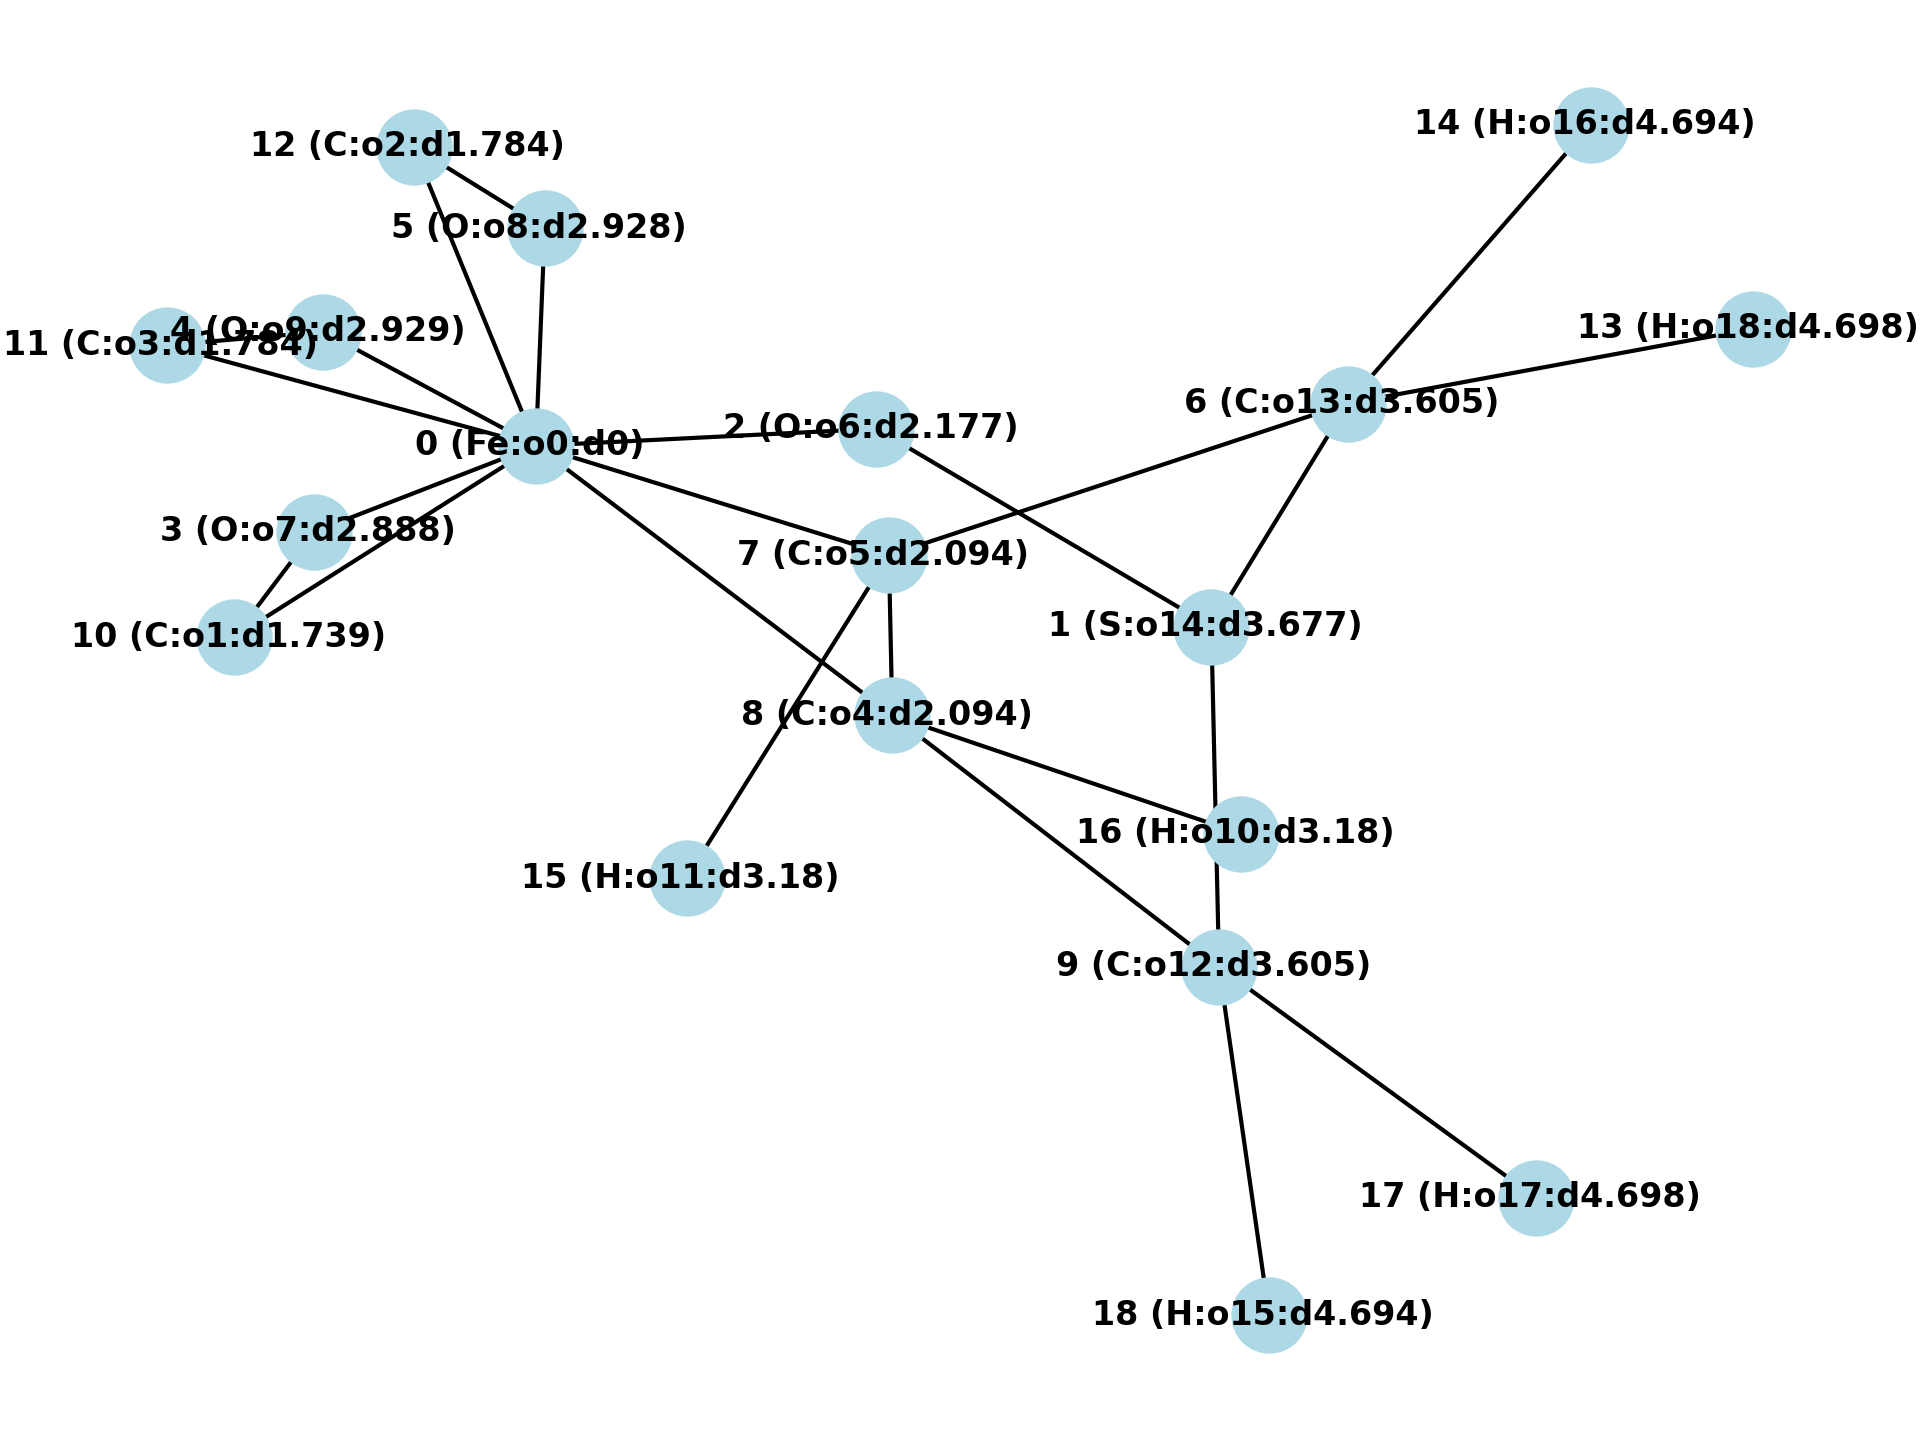 14 (H:o16:d4.694)
12 (C:o2:d1.784)
5 (O:o8:d2.928)
13 (H:o18:d4.698)
4 (O:o9:d2.929)
11 (C:o3:d1.784)
6 (C:o13:d3.605)
2 (O:o6:d2.177)
0 (Fe:o0:d0)
3 (O:o7:d2.888)
7 (C:o5:d2.094)
1 (S:o14:d3.677)
10 (C:o1:d1.739)
8 (C:o4:d2.094)
16 (H:o10:d3.18)
15 (H:o11:d3.18)
9 (C:o12:d3.605)
17 (H:o17:d4.698)
18 (H:o15:d4.694)